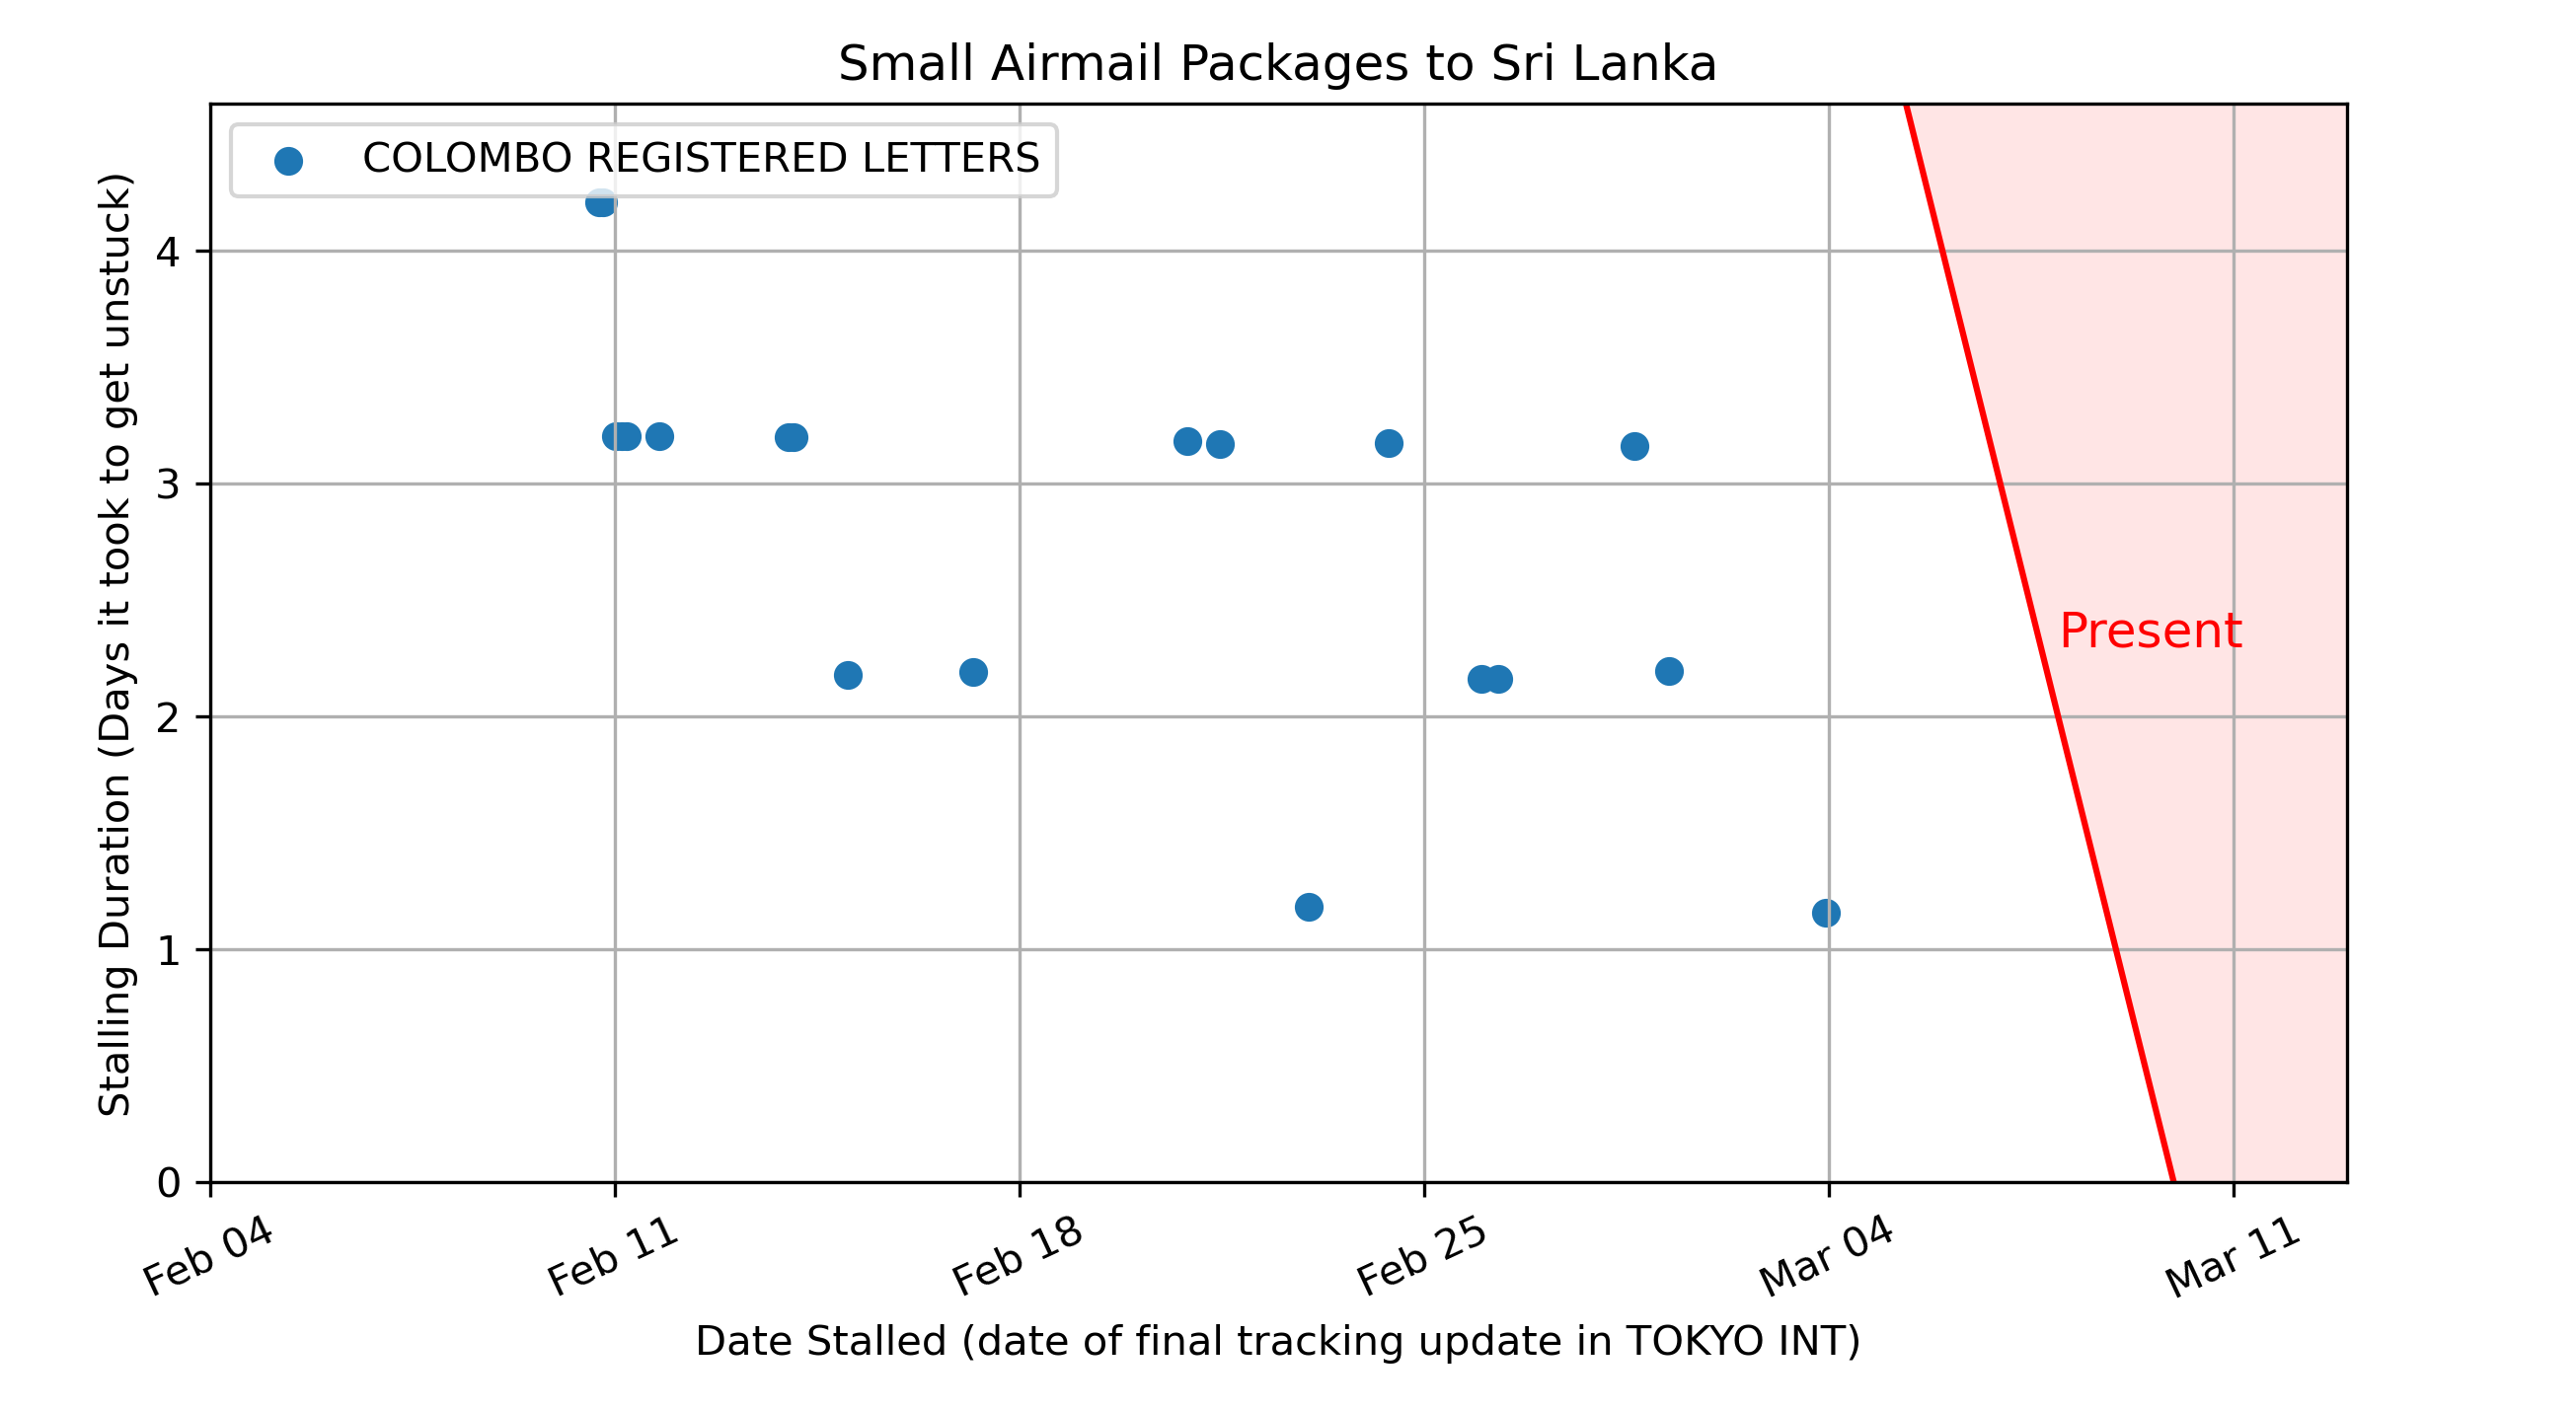 Small Airmail Packages to Sri Lanka
COLOMBO REGISTERED LETTERS
Stalling Duration (Days it took to get unstuck)
4
3
2
1
0
Present
Feb 04
Feb 11
Feb 18
Feb 25
Mar 04
Mar 11
Date Stalled (date of final tracking update in TOKYO INT)